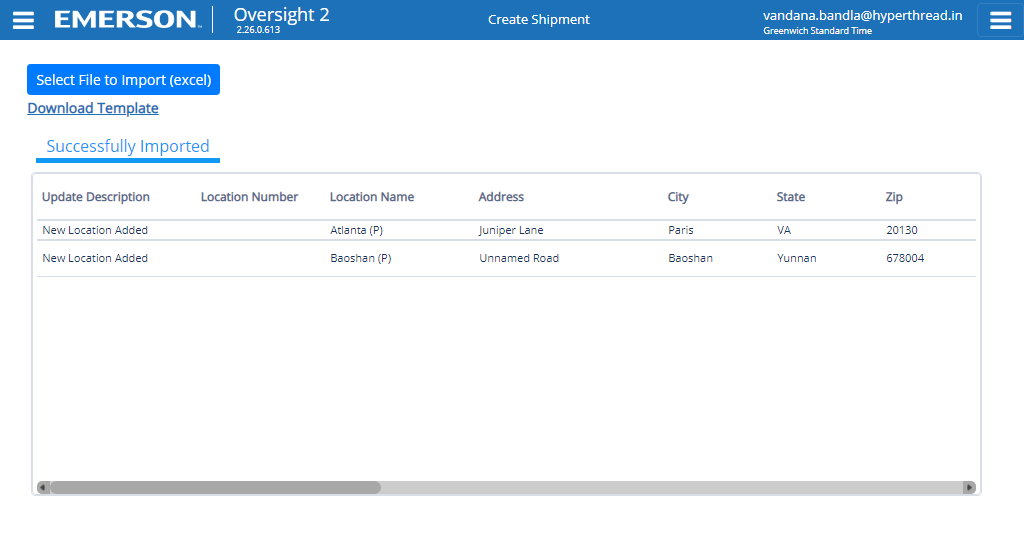 EMERSON
Oversight 2
2.26.0.613
Create Shipment
vandana.bandla@hyperthread.in
Greenwich Standard Time
Select File to Import (excel)
Download Template
Successfully Imported
Update Description Location Number Location Name Address City State Zip
New Location Added Atlanta (P) Juniper Lane Paris VA 20130
New Location Added Baoshan (P) Unnamed Road Baoshan Yunnan 678004